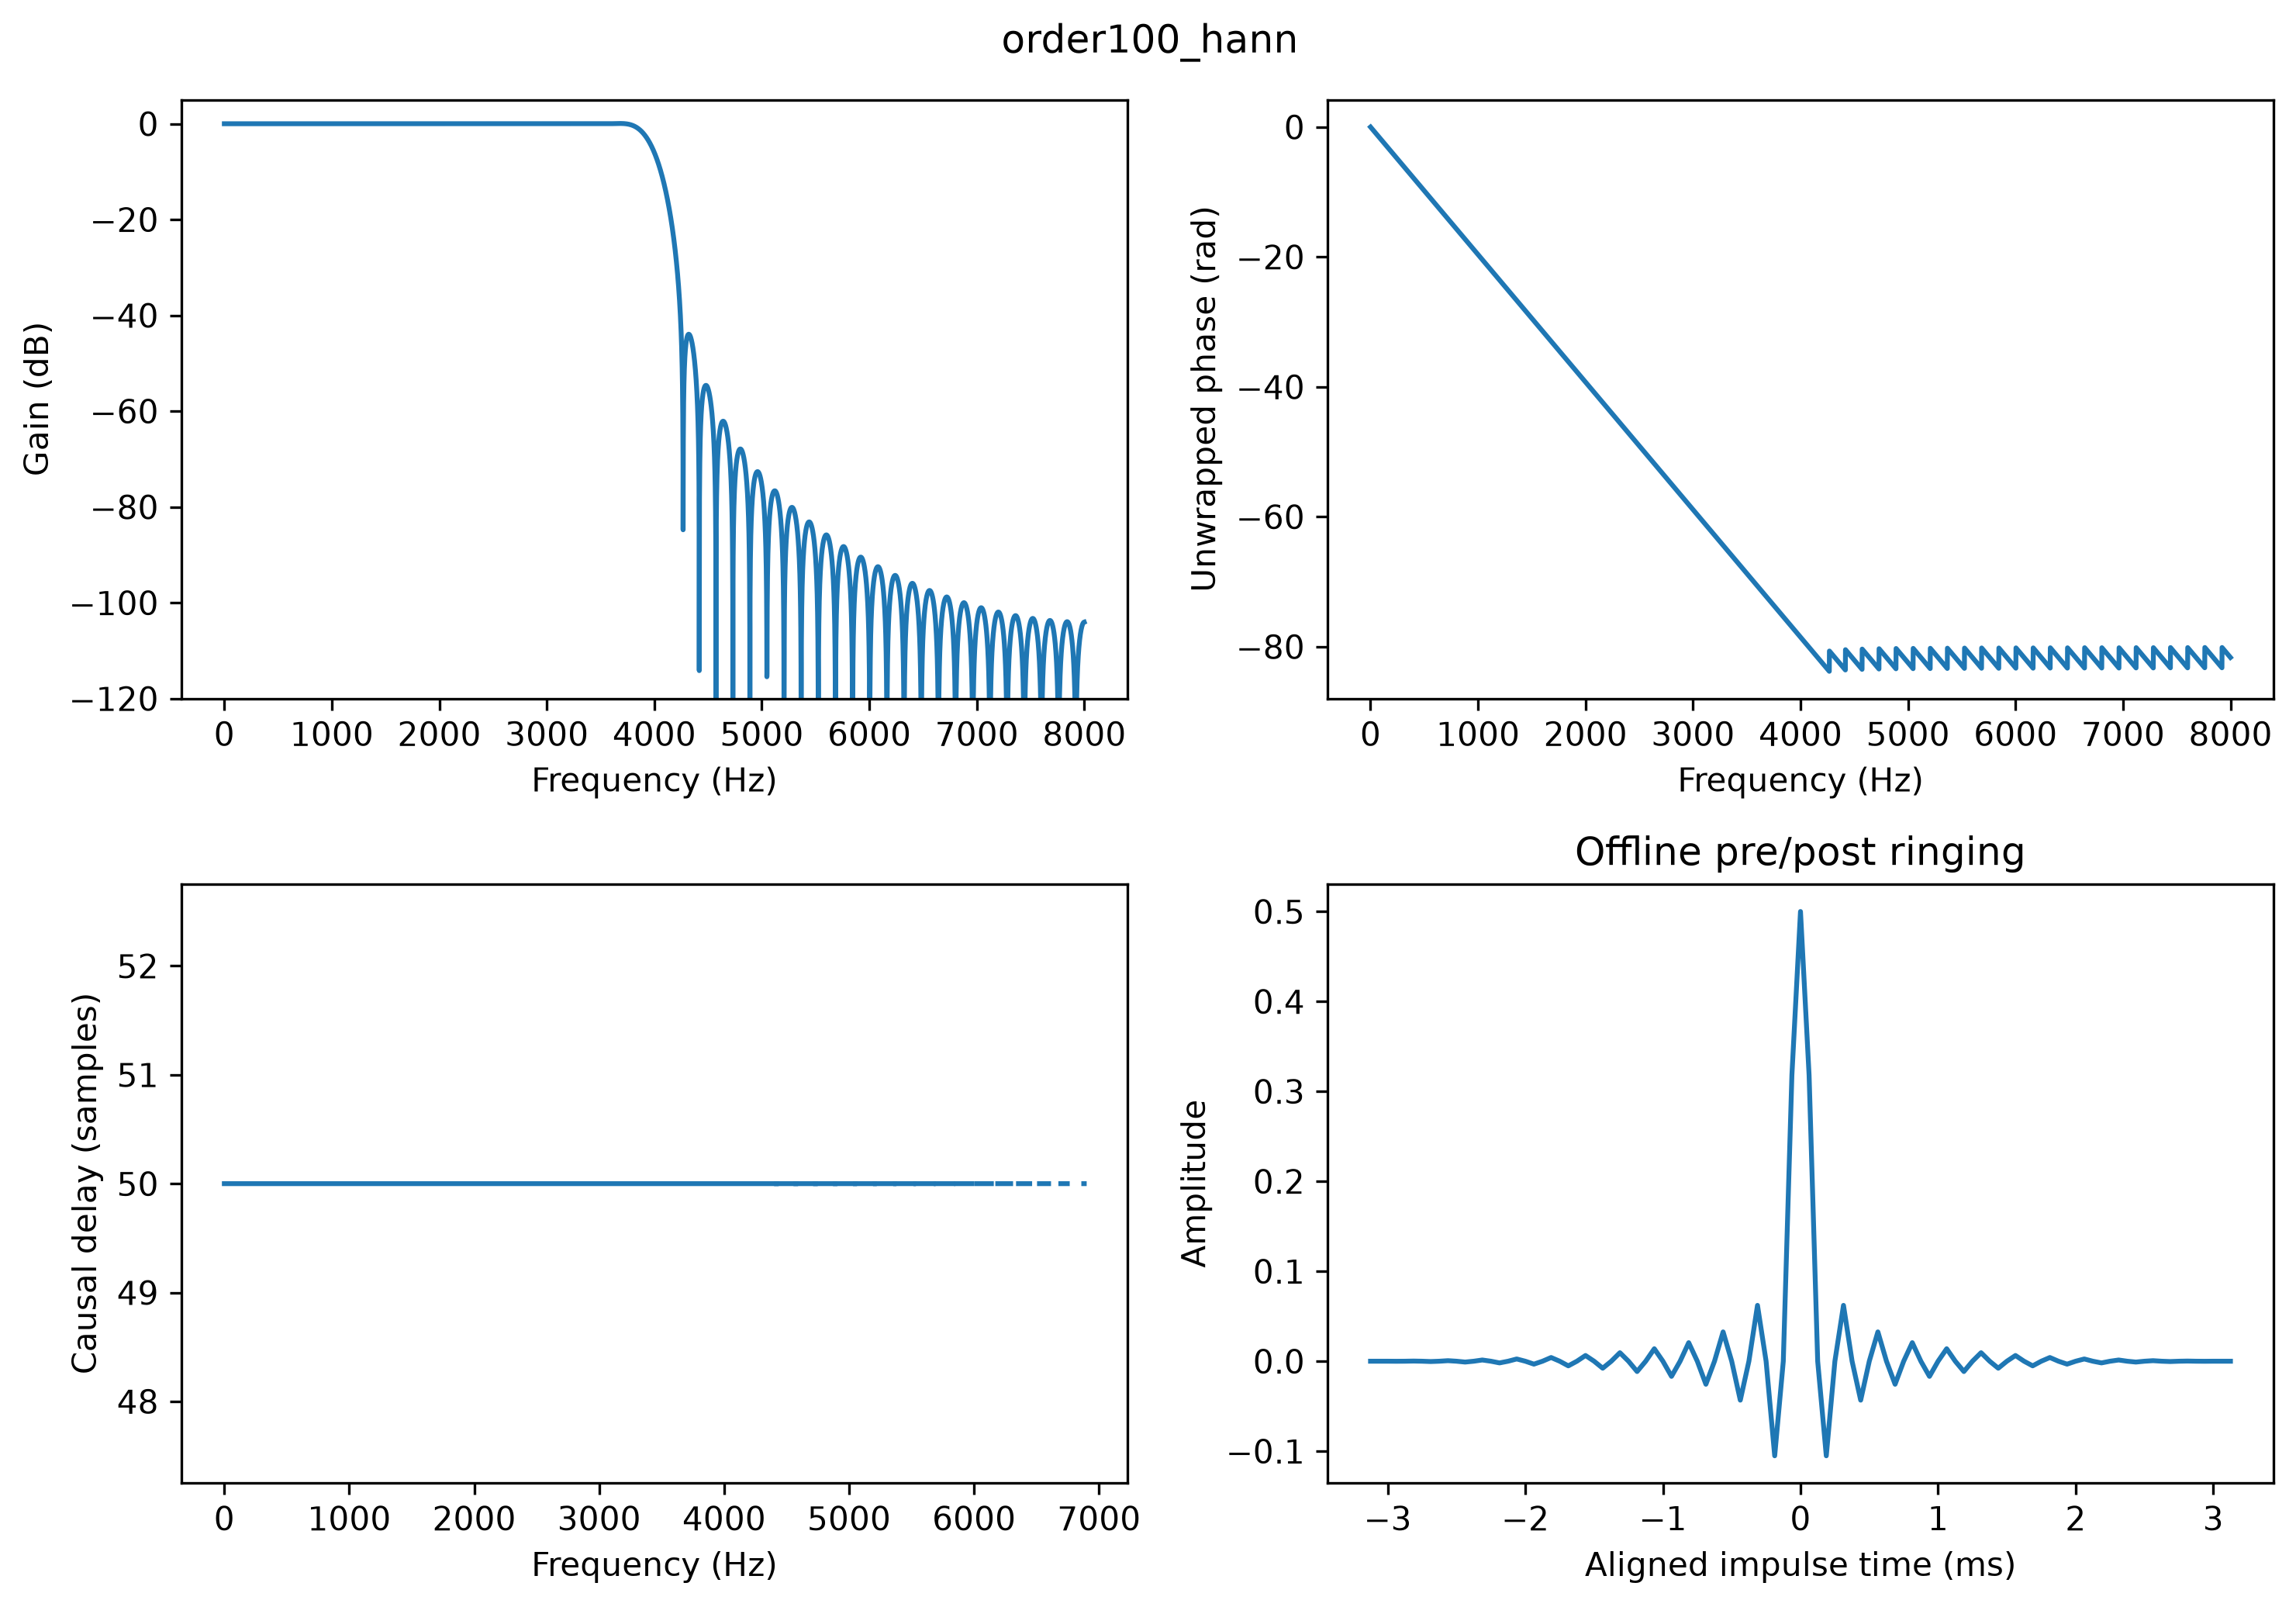 order100_hann
0
−20
−40
−60
−80
−100
−120
Gain (dB)
0 1000 2000 3000 4000 5000 6000 7000 8000
Frequency (Hz)
0
−20
−40
−60
−80
Unwrapped phase (rad)
0 1000 2000 3000 4000 5000 6000 7000 8000
Frequency (Hz)
52
51
50
49
48
Causal delay (samples)
0 1000 2000 3000 4000 5000 6000 7000
Frequency (Hz)
Offline pre/post ringing
0.5
0.4
0.3
0.2
0.1
0.0
−0.1
Amplitude
−3 −2 −1 0 1 2 3
Aligned impulse time (ms)